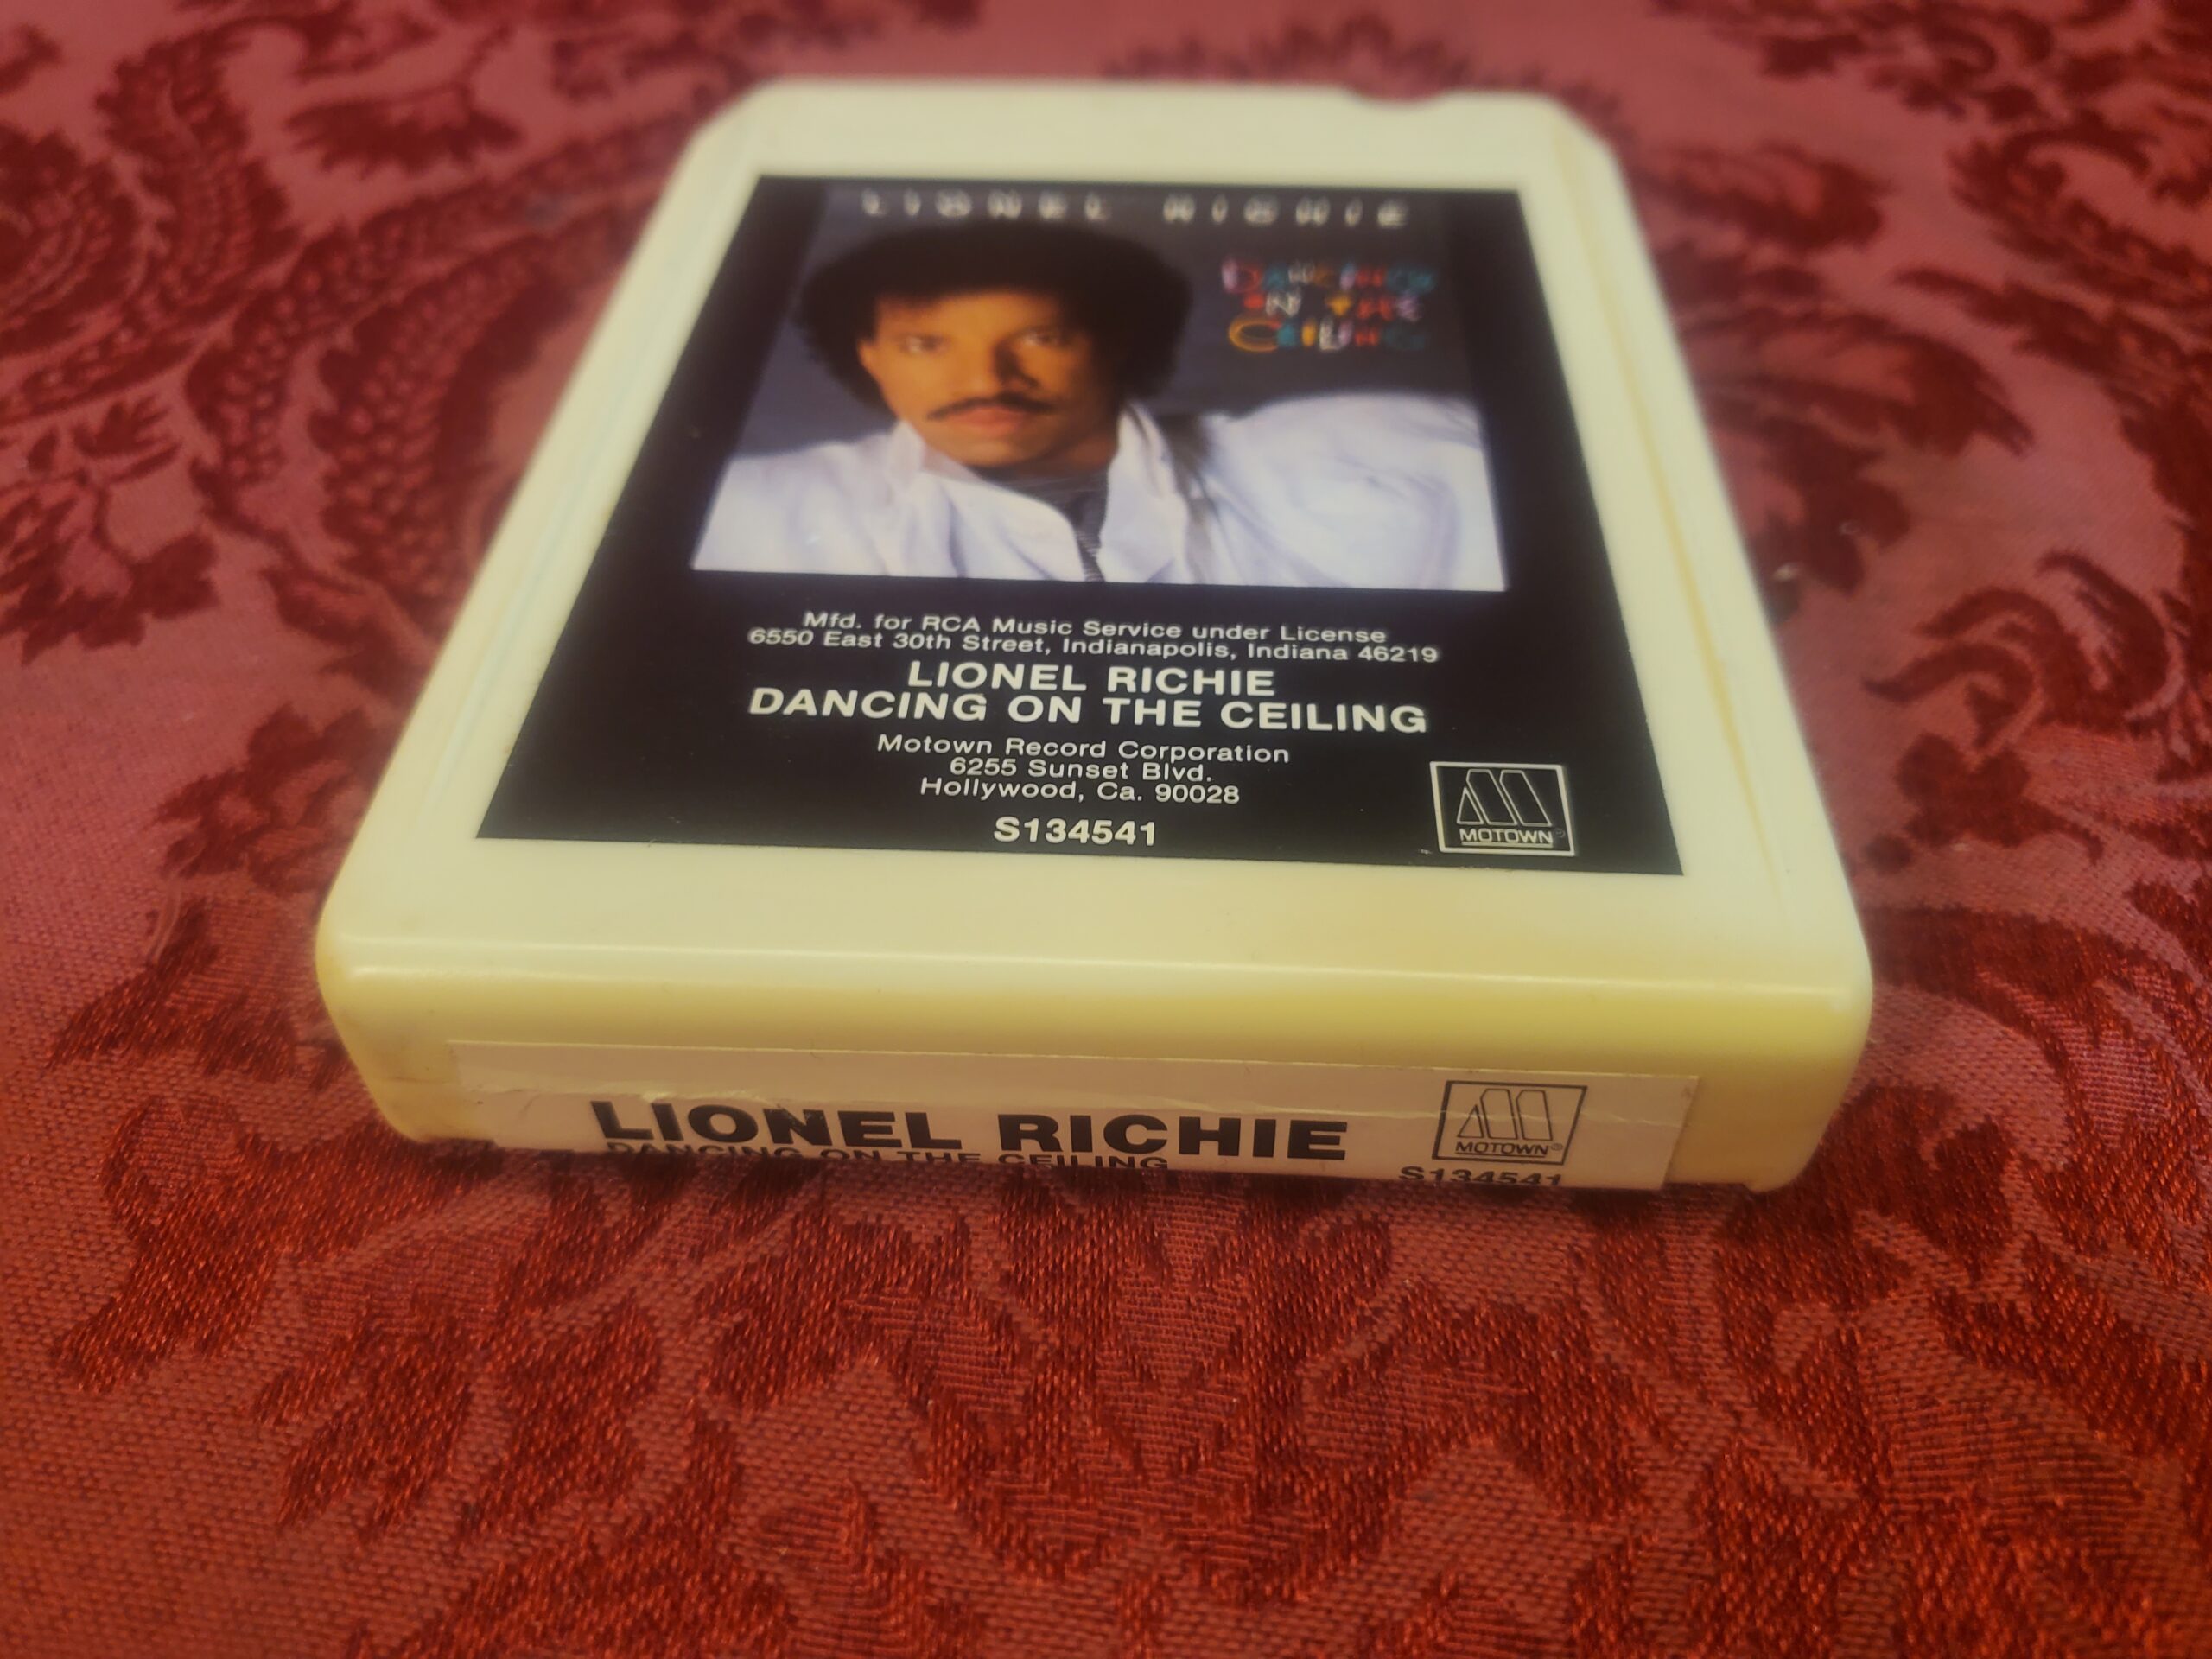 LIONEL RICHIE
DANCING
ON THE
CEILING
Mfd. for RCA Music Service under License
6550 East 30th Street, Indianapolis, Indiana 46219
LIONEL RICHIE
DANCING ON THE CEILING
Motown Record Corporation
6255 Sunset Blvd.
Hollywood, Ca. 90028
S134541
MOTOWN®
LIONEL RICHIE
DANCING ON THE CEILING
MOTOWN®
S134541